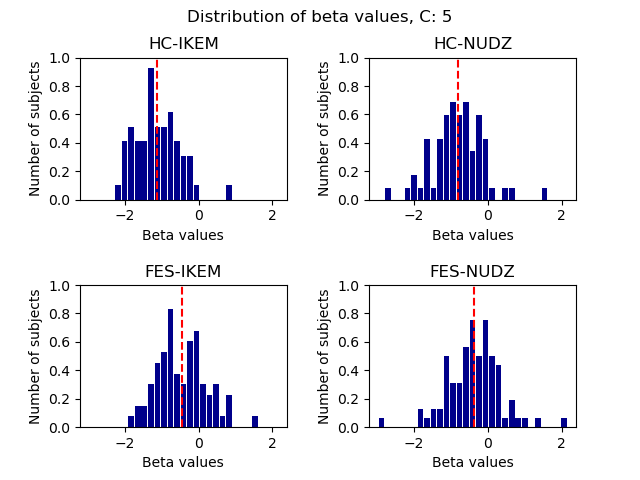 Distribution of beta values, C: 5
HC-IKEM
HC-NUDZ
Number of subjects
1.0
0.8
0.6
0.4
0.2
0.0
−2
0
2
Beta values
Number of subjects
1.0
0.8
0.6
0.4
0.2
0.0
−2
0
2
Beta values
FES-IKEM
FES-NUDZ
Number of subjects
1.0
0.8
0.6
0.4
0.2
0.0
−2
0
2
Beta values
Number of subjects
1.0
0.8
0.6
0.4
0.2
0.0
−2
0
2
Beta values